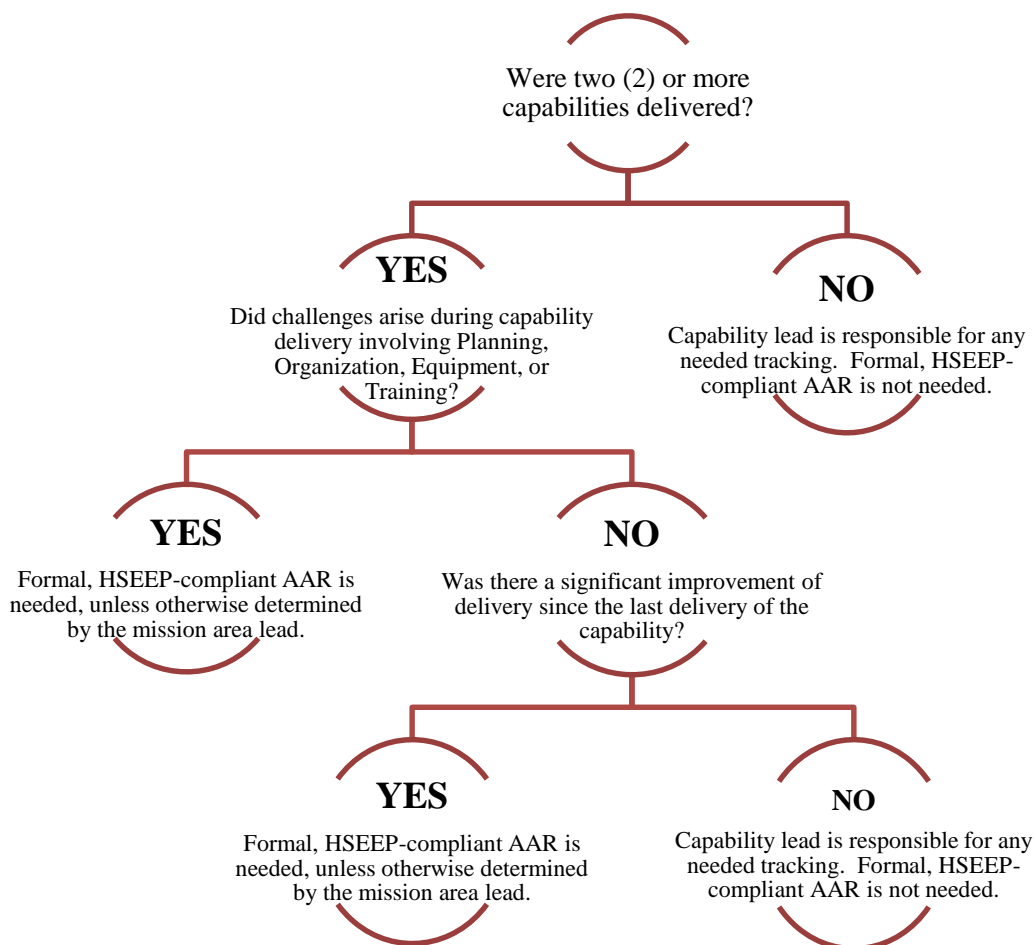 Were two (2) or more
capabilities delivered?
YES
Did challenges arise during capability
delivery involving Planning,
Organization, Equipment, or
Training?
NO
Capability lead is responsible for any
needed tracking.  Formal, HSEEP-
compliant AAR is not needed.
YES
Formal, HSEEP-compliant AAR is
needed, unless otherwise determined
by the mission area lead.
NO
Was there a significant improvement of
delivery since the last delivery of the
capability?
YES
Formal, HSEEP-compliant AAR is
needed, unless otherwise determined
by the mission area lead.
NO
Capability lead is responsible for any
needed tracking.  Formal, HSEEP-
compliant AAR is not needed.